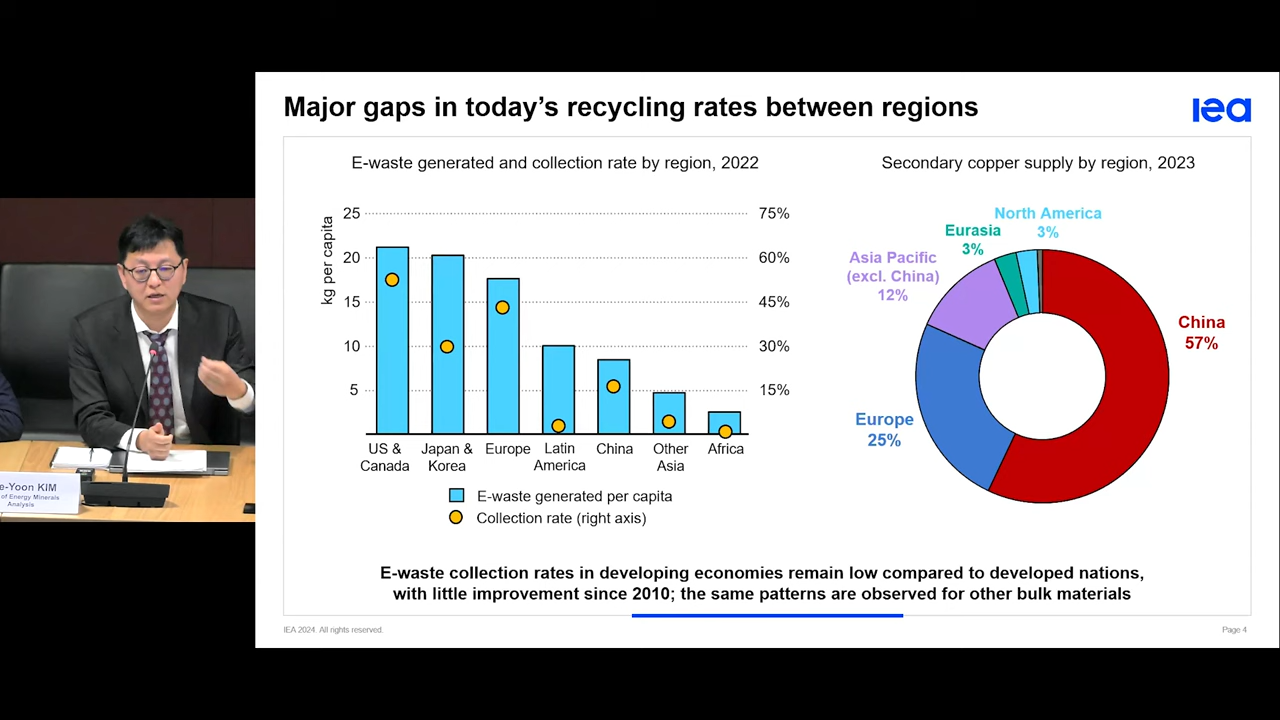 Major gaps in today's recycling rates between regions
iea
E-waste generated and collection rate by region, 2022
kg per capita
25
20
15
10
5
75%
60%
45%
30%
15%
US &
Canada
Japan &
Korea
Europe
Latin
America
China
Other
Asia
Africa
E-waste generated per capita
Collection rate (right axis)
Secondary copper supply by region, 2023
North America
3%
Eurasia
3%
Asia Pacific
(excl. China)
12%
China
57%
Europe
25%
E-waste collection rates in developing economies remain low compared to developed nations,
with little improvement since 2010; the same patterns are observed for other bulk materials
IEA 2024. All rights reserved.
Page 4
e-Yoon KIM
of Energy Minerals
Analysis